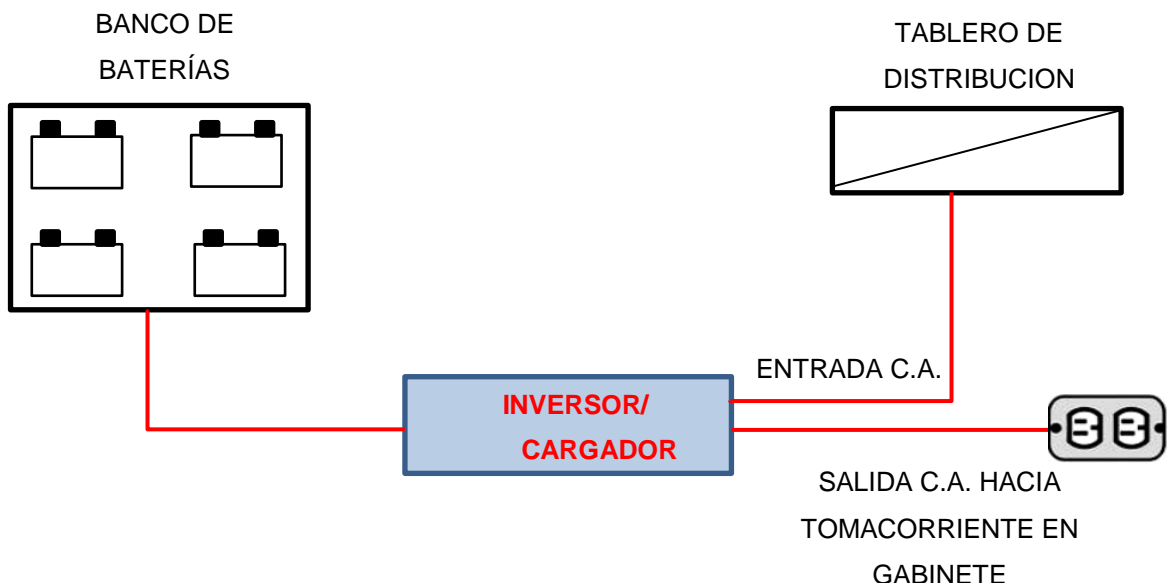 BANCO DE
BATERÍAS
TABLERO DE
DISTRIBUCION
ENTRADA C.A.
INVERSOR/
CARGADOR
SALIDA C.A. HACIA
TOMACORRIENTE EN
GABINETE